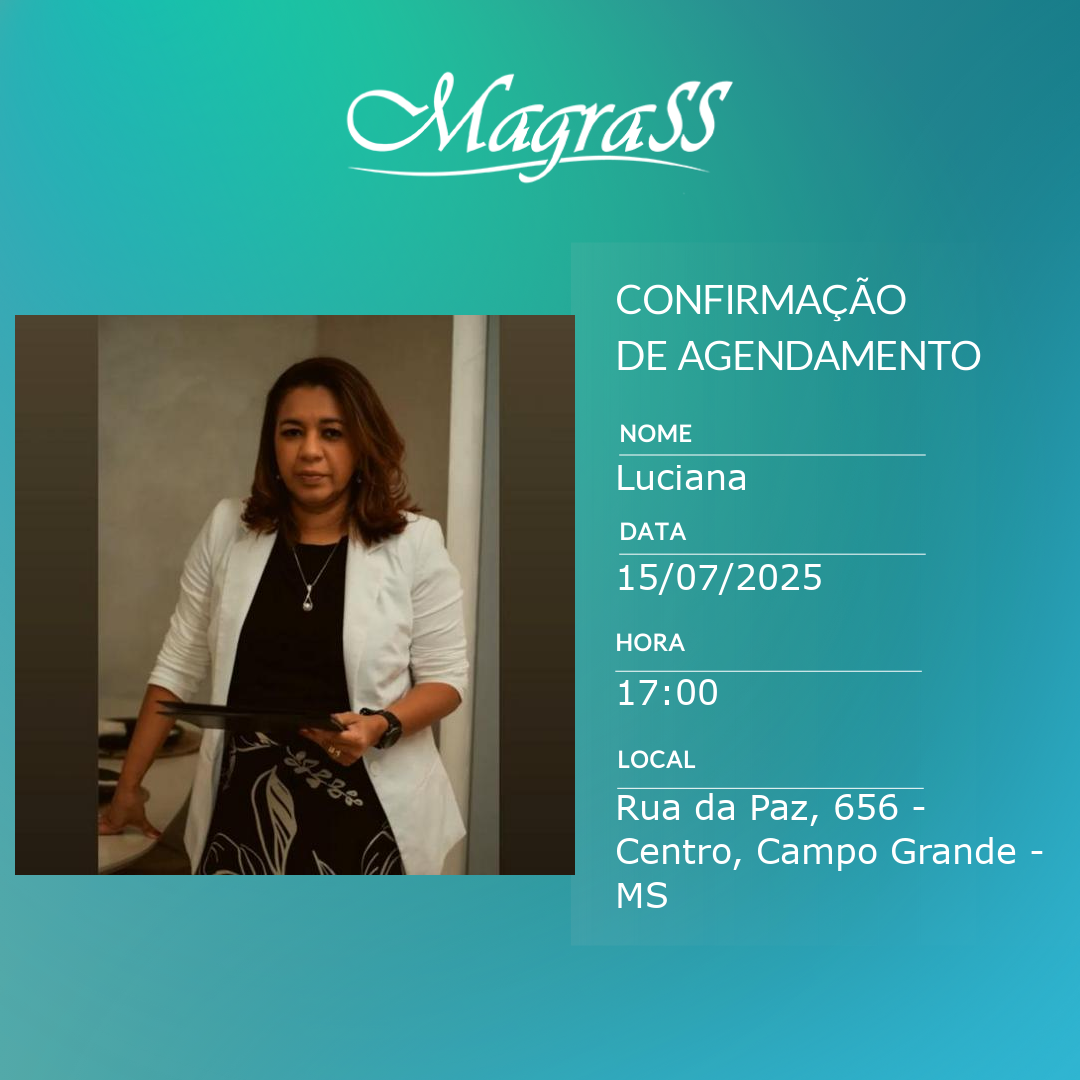 MagraSS
CONFIRMAÇÃO
DE AGENDAMENTO
NOME
Luciana
DATA
15/07/2025
HORA
17:00
LOCAL
Rua da Paz, 656 -
Centro, Campo Grande -
MS